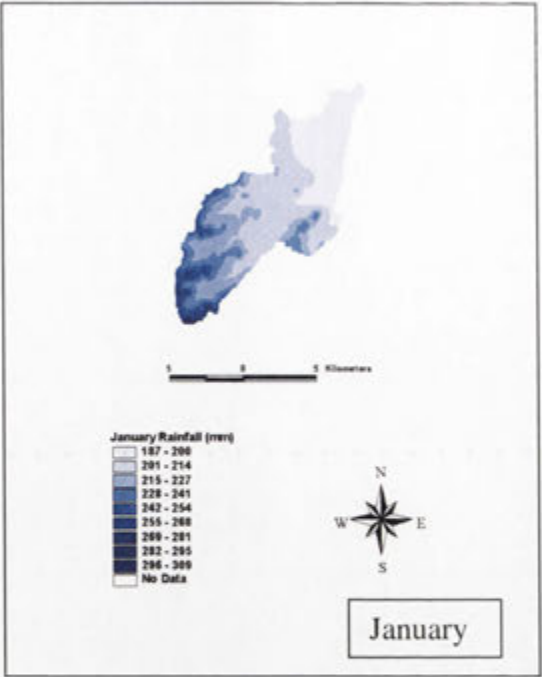 5 0 5 Kilometers
January Rainfall (mm)
187 - 200
201 - 214
215 - 227
228 - 241
242 - 254
255 - 268
269 - 281
282 - 295
296 - 309
No Data
N
W E
S
January